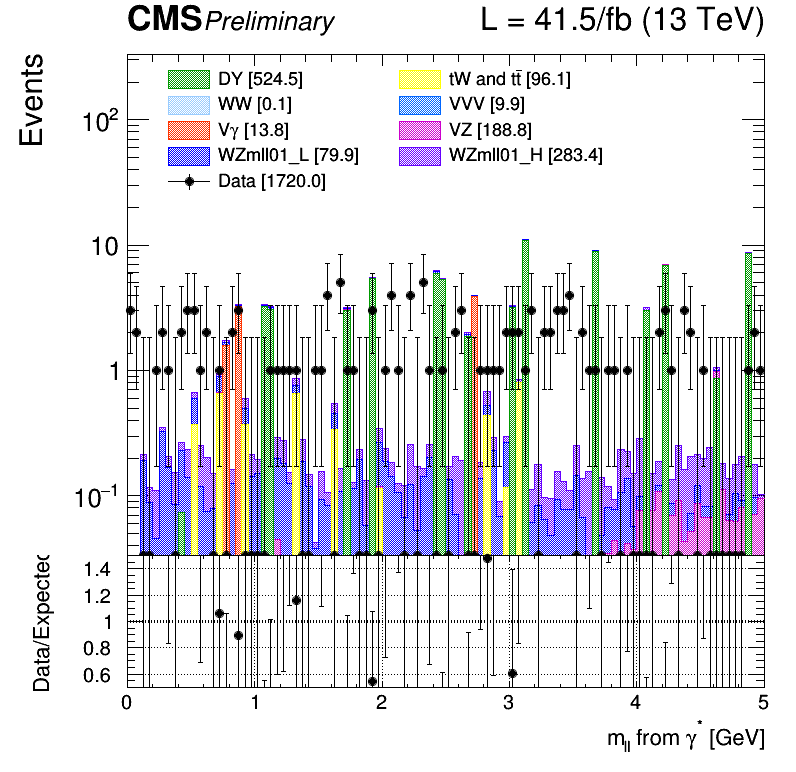 CMS Preliminary L = 41.5/fb (13 TeV)
Events
DY [524.5] tW and tt̄ [96.1]
WW [0.1] VVV [9.9]
Vγ [13.8] VZ [188.8]
WZmll01_L [79.9] WZmll01_H [283.4]
Data [1720.0]
10²
10
1
10⁻¹
Data/Expected
1.4
1.2
1
0.8
0.6
0 1 2 3 4 5
m_ll from γ* [GeV]